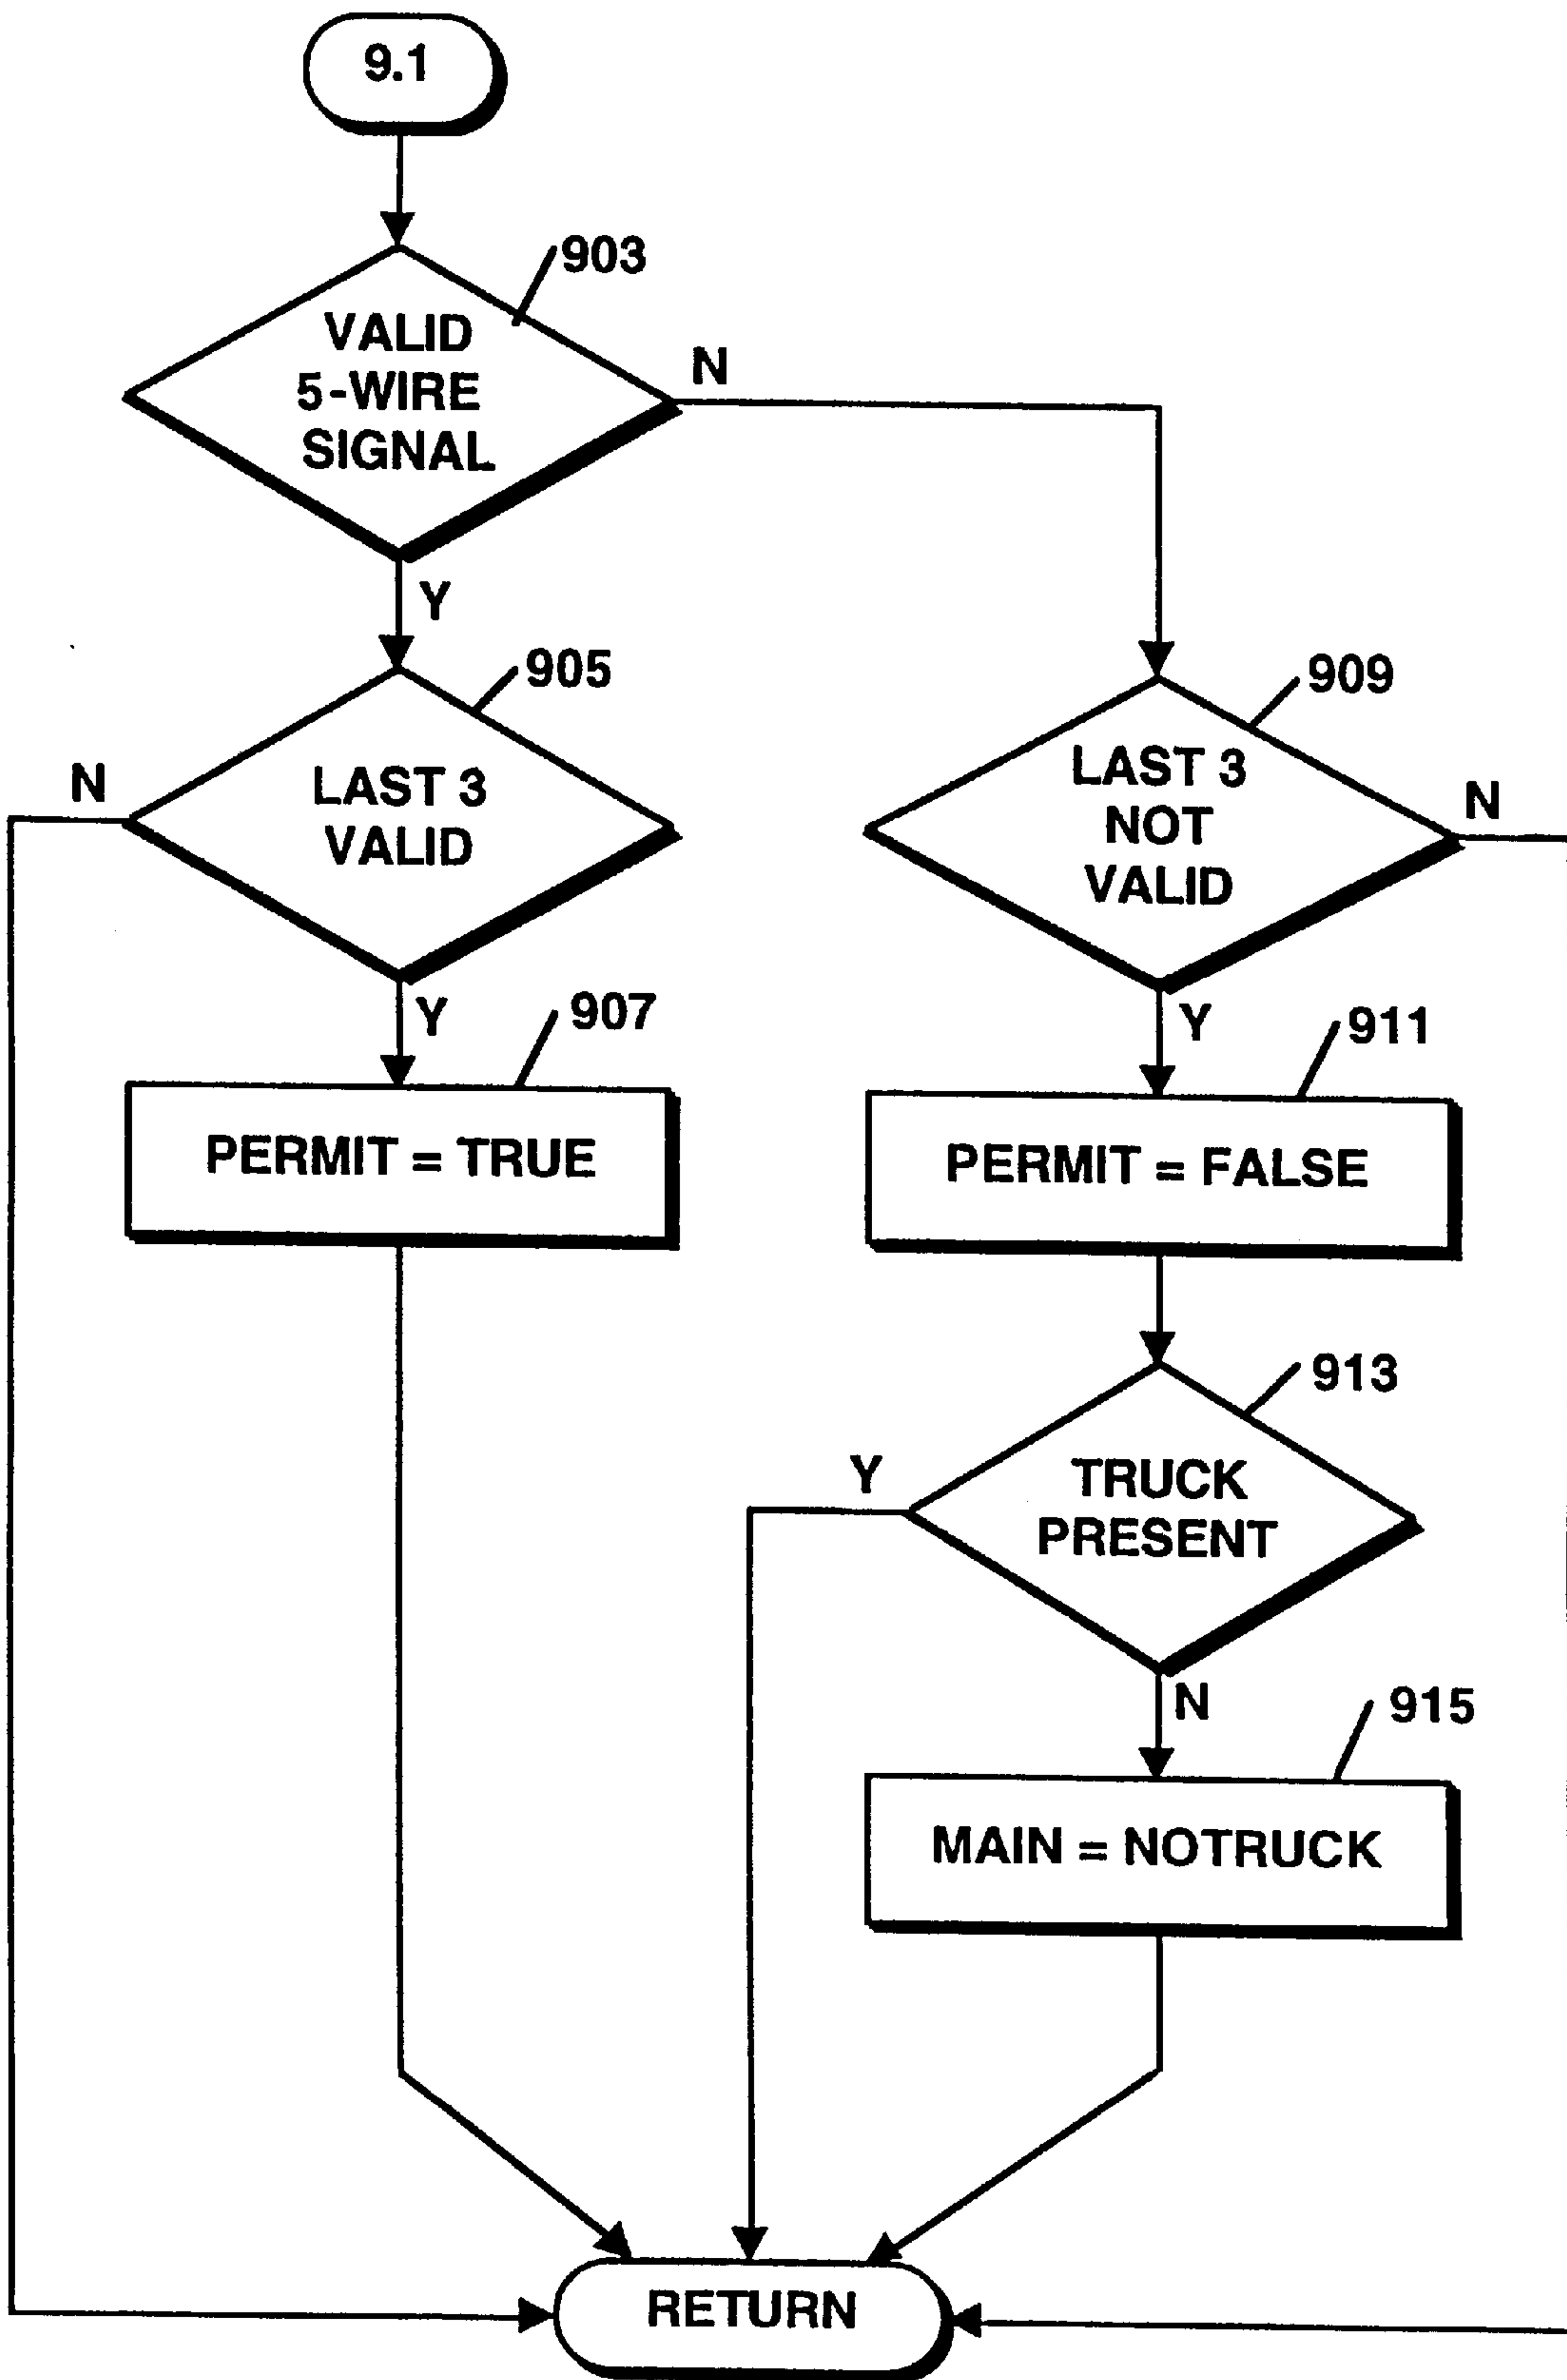 9.1
903
VALID
5-WIRE
SIGNAL
N
Y
905
909
N
LAST 3
VALID
LAST 3
NOT
VALID
N
Y
907
Y
911
PERMIT = TRUE
PERMIT = FALSE
913
Y
TRUCK
PRESENT
N
915
MAIN = NOTRUCK
RETURN